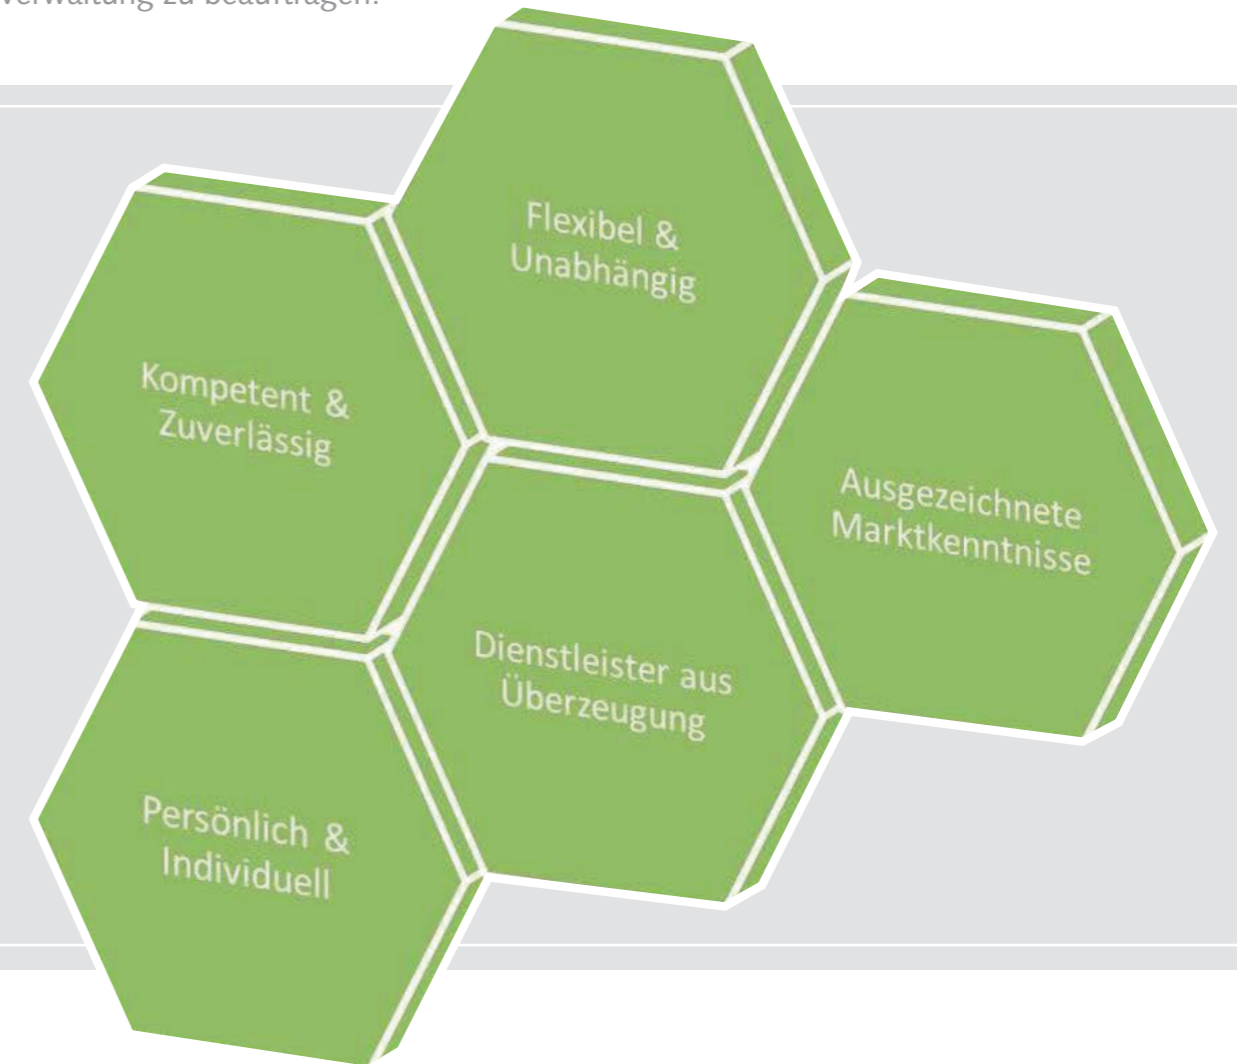 verwaltung zu beauftragen.
Flexibel &
Unabhängig
Kompetent &
Zuverlässig
Ausgezeichnete
Marktkenntnisse
Dienstleister aus
Überzeugung
Persönlich &
Individuell